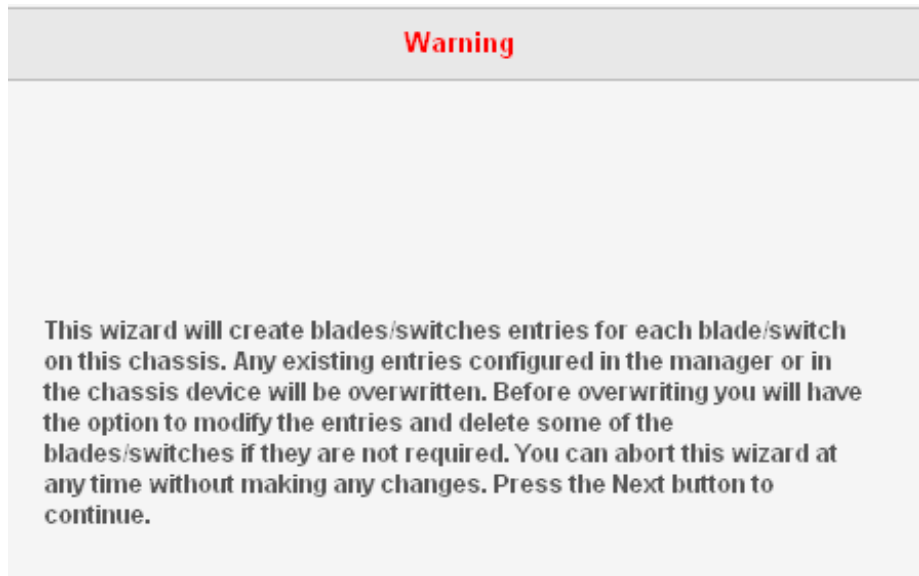 Warning
This wizard will create blades/switches entries for each blade/switch
on this chassis. Any existing entries configured in the manager or in
the chassis device will be overwritten. Before overwriting you will have
the option to modify the entries and delete some of the
blades/switches if they are not required. You can abort this wizard at
any time without making any changes. Press the Next button to
continue.